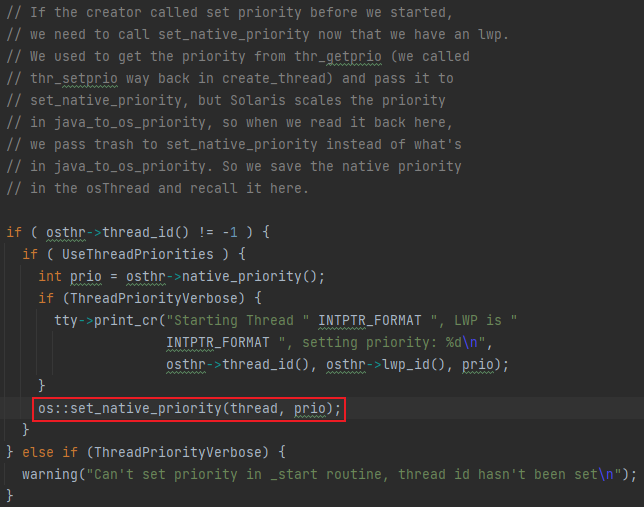 // If the creator called set priority before we started,
// we need to call set_native_priority now that we have an lwp.
// We used to get the priority from thr_getprio (we called
// thr_setprio way back in create_thread) and pass it to
// set_native_priority, but Solaris scales the priority
// in java_to_os_priority, so when we read it back here,
// we pass trash to set_native_priority instead of what's
// in java_to_os_priority. So we save the native priority
// in the osThread and recall it here.

if ( osthr->thread_id() != -1 ) {
  if ( UseThreadPriorities ) {
    int prio = osthr->native_priority();
    if (ThreadPriorityVerbose) {
      tty->print_cr("Starting Thread " INTPTR_FORMAT ", LWP is "
                    INTPTR_FORMAT ", setting priority: %d\n",
                    osthr->thread_id(), osthr->lwp_id(), prio);
    }
    os::set_native_priority(thread, prio);
  }
} else if (ThreadPriorityVerbose) {
  warning("Can't set priority in _start routine, thread id hasn't been set\n");
}